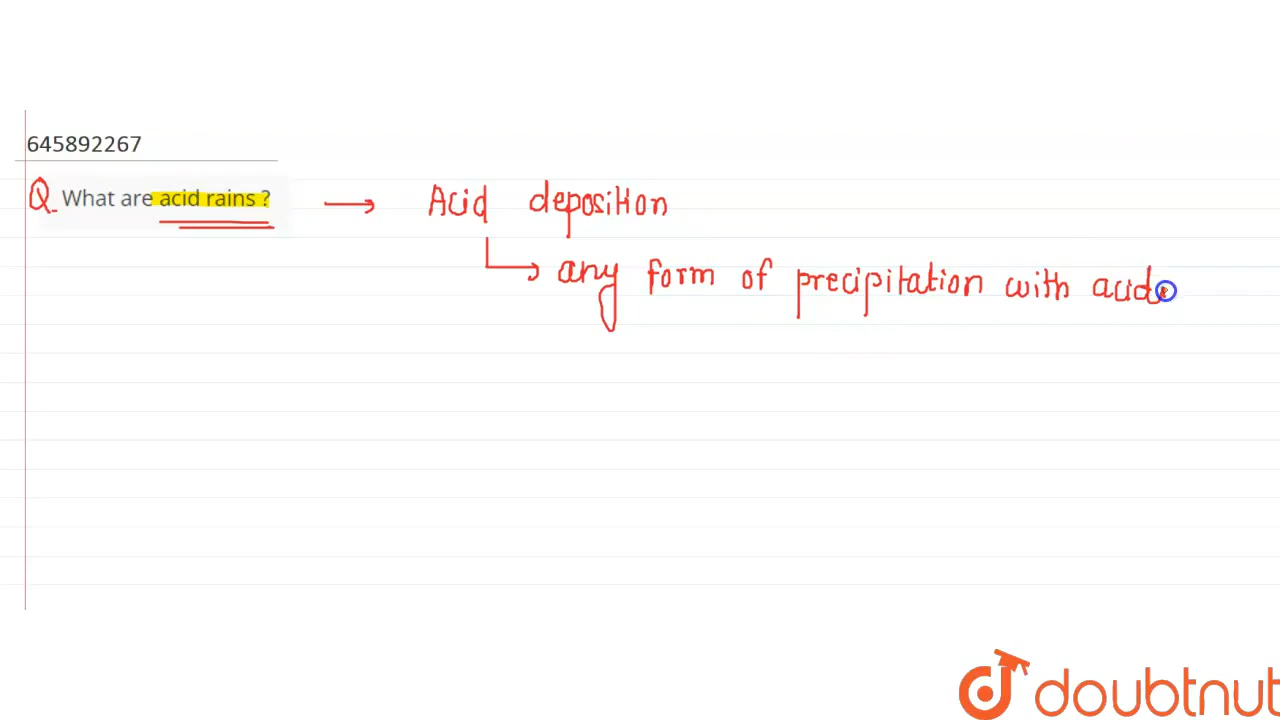 645892267
Q. What are acid rains ? → Acid deposition
↳ any form of precipitation with acid
doubtnut